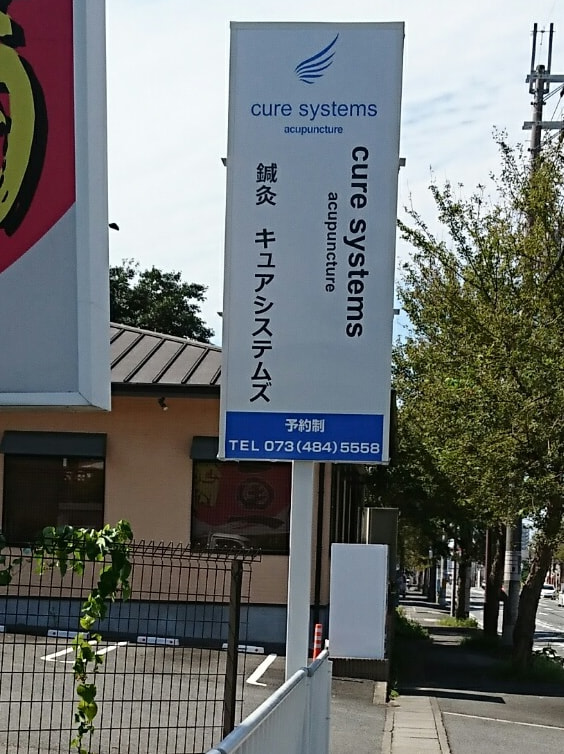 cure systems
acupuncture
cure systems
acupuncture
鍼灸 キュアシステムズ
予約制
TEL 073(484)5558